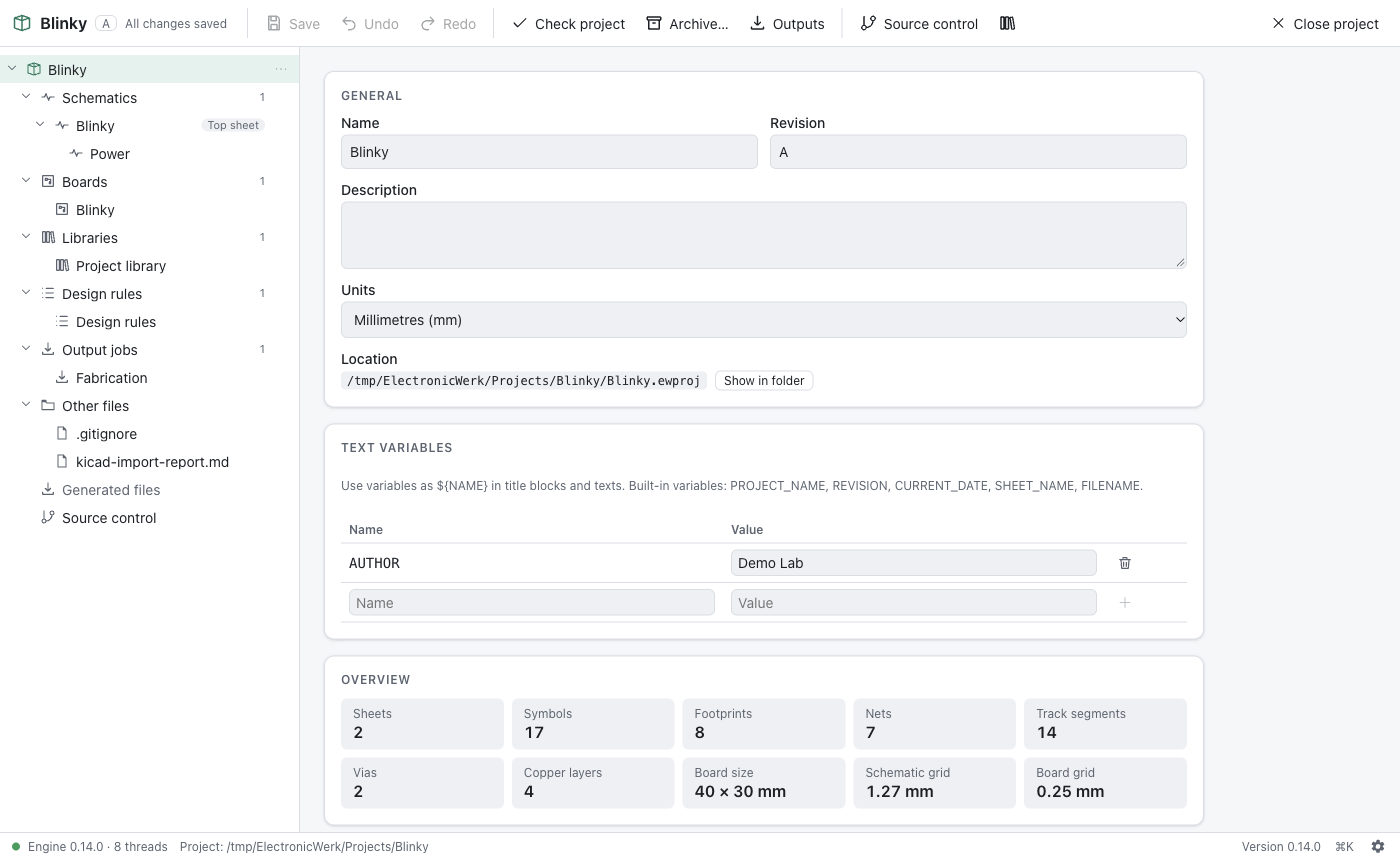 Blinky A All changes saved Save Undo Redo Check project Archive... Outputs Source control Close project
Blinky ...
Schematics 1
Blinky Top sheet
Power
Boards 1
Blinky
Libraries 1
Project library
Design rules 1
Design rules
Output jobs 1
Fabrication
Other files
.gitignore
kicad-import-report.md
Generated files
Source control
GENERAL
Name Revision
Blinky A
Description
Units
Millimetres (mm)
Location
/tmp/ElectronicWerk/Projects/Blinky/Blinky.ewproj Show in folder
TEXT VARIABLES
Use variables as ${NAME} in title blocks and texts. Built-in variables: PROJECT_NAME, REVISION, CURRENT_DATE, SHEET_NAME, FILENAME.
Name Value
AUTHOR Demo Lab
Name Value
OVERVIEW
Sheets Symbols Footprints Nets Track segments
2 17 8 7 14
Vias Copper layers Board size Schematic grid Board grid
2 4 40 × 30 mm 1.27 mm 0.25 mm
Engine 0.14.0 · 8 threads Project: /tmp/ElectronicWerk/Projects/Blinky Version 0.14.0 ⌘K